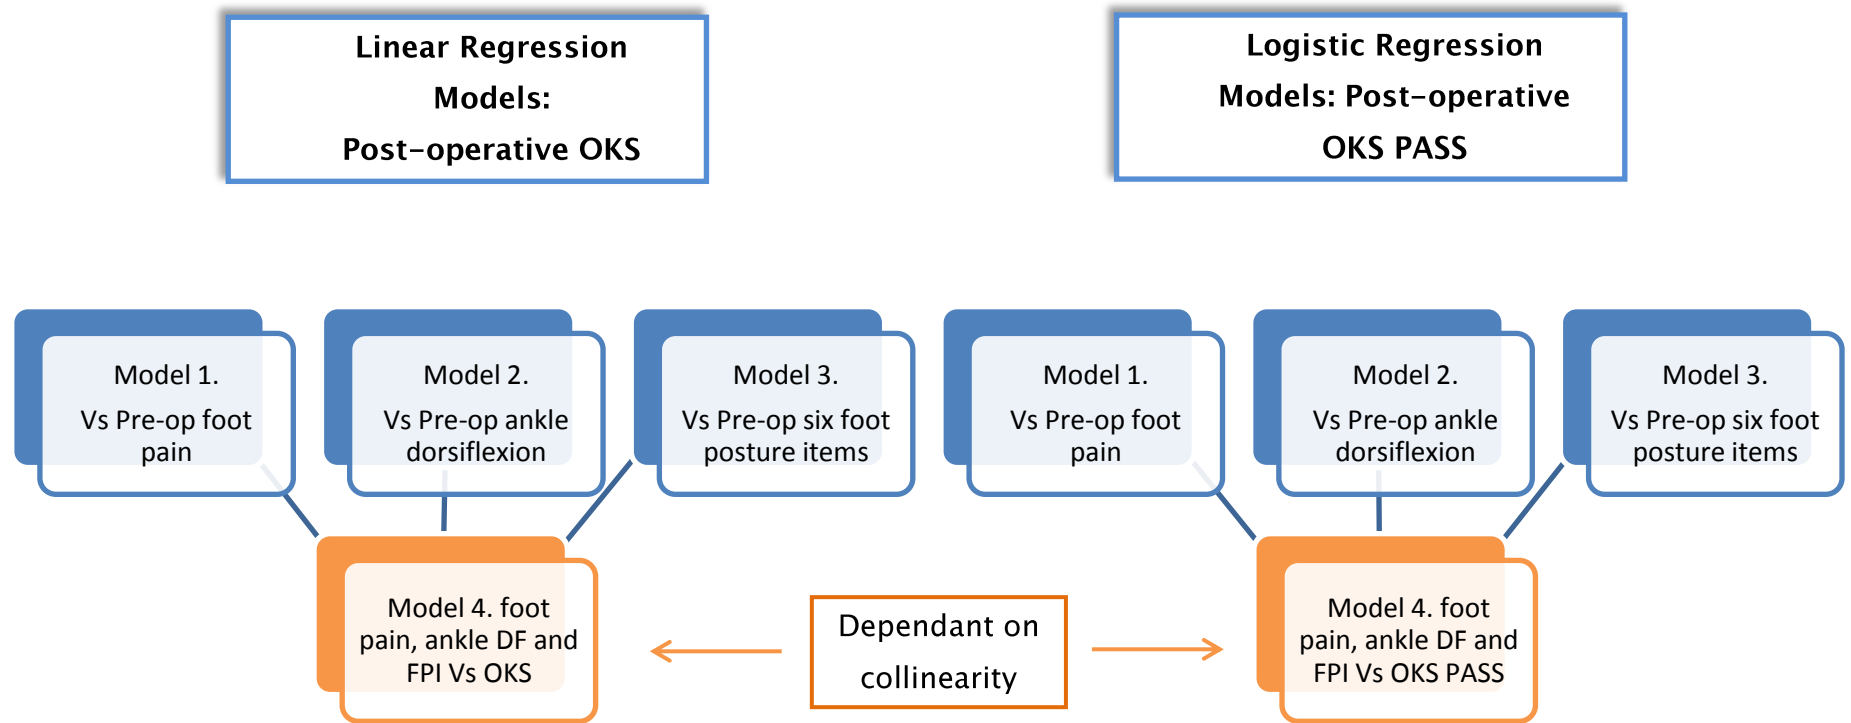 Linear Regression
Models:
Post-operative OKS
Logistic Regression
Models: Post-operative
OKS PASS
Model 1.
Vs Pre-op foot
pain
Model 2.
Vs Pre-op ankle
dorsiflexion
Model 3.
Vs Pre-op six foot
posture items
Model 1.
Vs Pre-op foot
pain
Model 2.
Vs Pre-op ankle
dorsiflexion
Model 3.
Vs Pre-op six foot
posture items
Model 4. foot
pain, ankle DF and
FPI Vs OKS
Dependant on
collinearity
Model 4. foot
pain, ankle DF and
FPI Vs OKS PASS